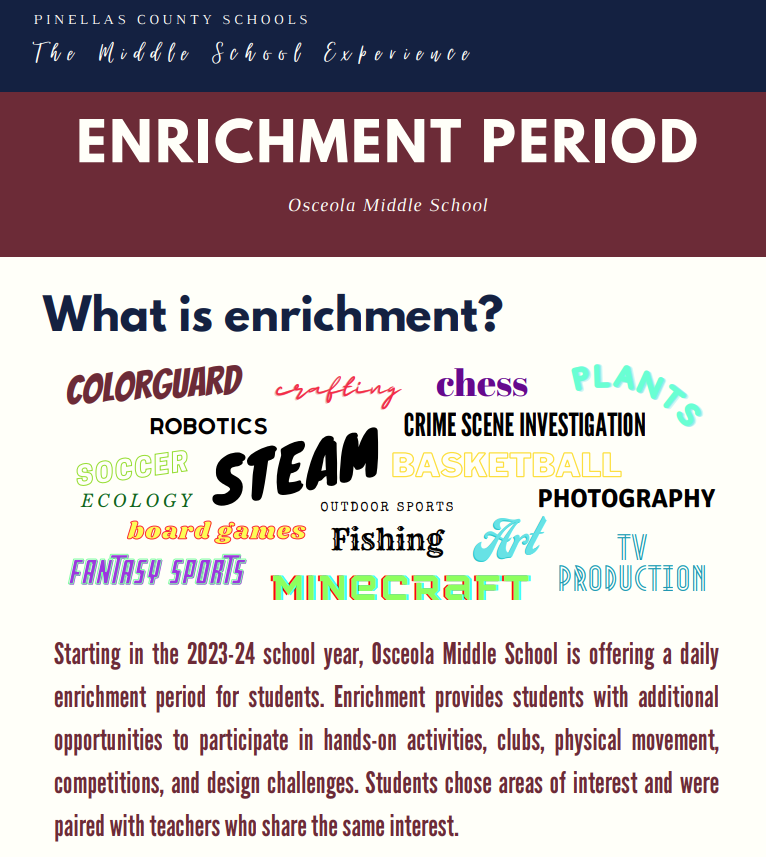 PINELLAS COUNTY SCHOOLS
The Middle School Experience
ENRICHMENT PERIOD
Osceola Middle School
What is enrichment?
COLORGUARD crafting chess PLANTS
ROBOTICS CRIME SCENE INVESTIGATION
SOCCER STEAM BASKETBALL
ECOLOGY OUTDOOR SPORTS PHOTOGRAPHY
board games Fishing Art TV
FANTASY SPORTS MINECRAFT PRODUCTION
Starting in the 2023-24 school year, Osceola Middle School is offering a daily
enrichment period for students. Enrichment provides students with additional
opportunities to participate in hands-on activities, clubs, physical movement,
competitions, and design challenges. Students chose areas of interest and were
paired with teachers who share the same interest.